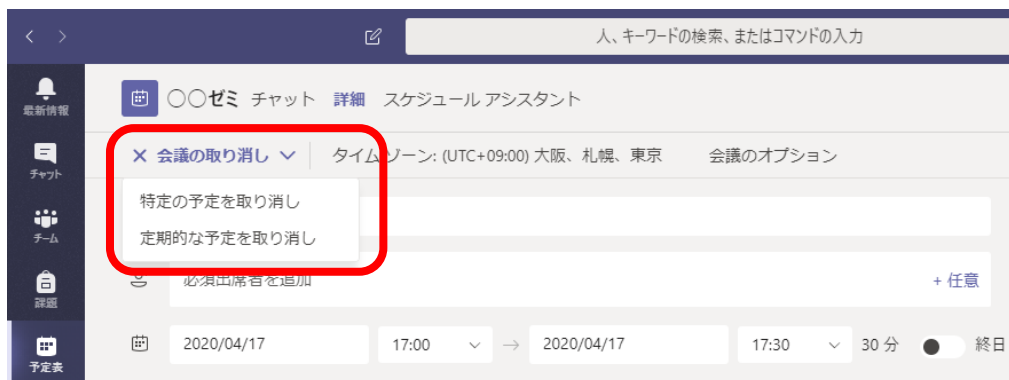 人、キーワードの検索、またはコマンドの入力
最新情報
〇〇ゼミ チャット 詳細 スケジュール アシスタント
チャット
× 会議の取り消し タイム ゾーン: (UTC+09:00) 大阪、札幌、東京 会議のオプション
特定の予定を取り消し
定期的な予定を取り消し
チーム
必須出席者を追加 + 任意
課題
2020/04/17 17:00 → 2020/04/17 17:30 30 分 終日
予定表